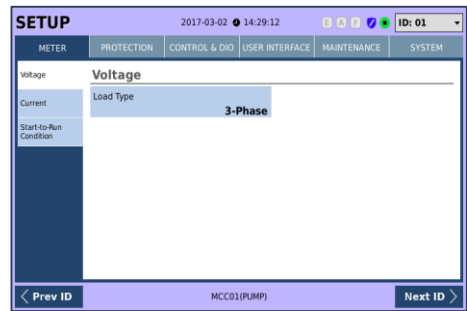 SETUP
2017-03-02 14:29:12
E A F
ID: 01
METER
PROTECTION
CONTROL & DIO
USER INTERFACE
MAINTENANCE
SYSTEM
Voltage
Current
Start-to-Run
Condition
Voltage
Load Type
3-Phase
Prev ID
MCC01(PUMP)
Next ID